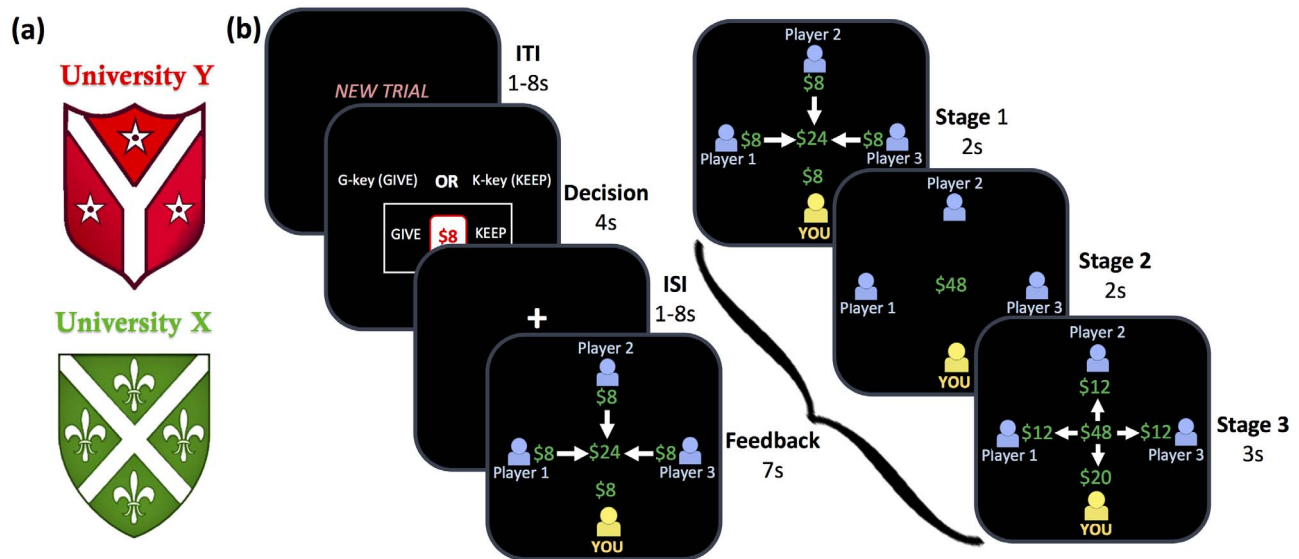 (a)
University Y
University X
(b)
NEW TRIAL
ITI
1-8s
G-key (GIVE) OR K-key (KEEP)
GIVE $8 KEEP
Decision
4s
+
ISI
1-8s
Player 2
$8
$8 $24 $8
Player 1 Player 3
$8
YOU
Feedback
7s
Player 2
$8
$8 $24 $8
Player 1 Player 3
$8
YOU
Stage 1
2s
Player 2
$48
Player 1 Player 3
YOU
Stage 2
2s
Player 2
$12
$12 $48 $12
Player 1 Player 3
$20
YOU
Stage 3
3s